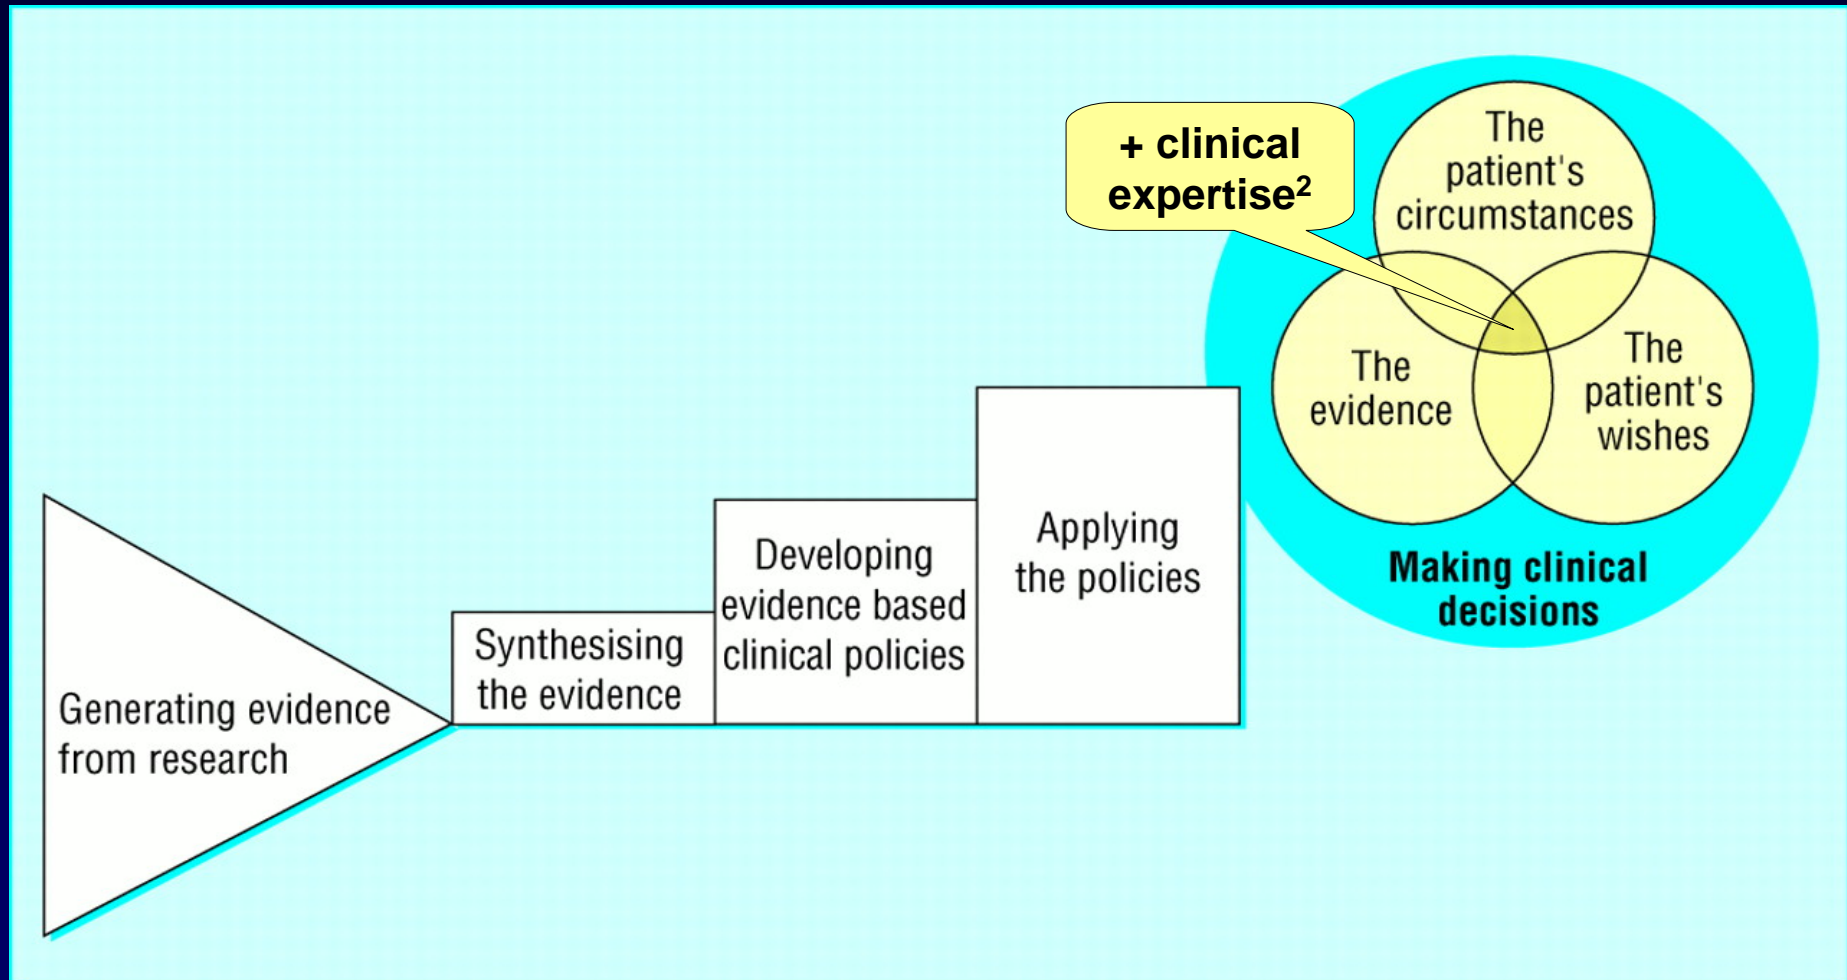 Generating evidence
from research
Synthesising
the evidence
Developing
evidence based
clinical policies
Applying
the policies
+ clinical
expertise²
The
patient's
circumstances
The
evidence
The
patient's
wishes
Making clinical
decisions